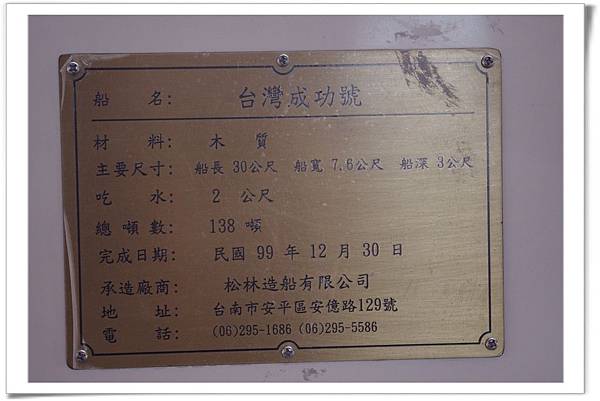 船 名: 台灣成功號
材 料: 木 質
主要尺寸: 船長 30公尺 船寬 7.6公尺 船深 3公尺
吃 水: 2 公尺
總 噸 數: 138 噸
完成日期: 民國 99 年 12 月 30 日
承造廠商: 松林造船有限公司
地 址: 台南市安平區安億路129號
電 話: (06)295-1686 (06)295-5586